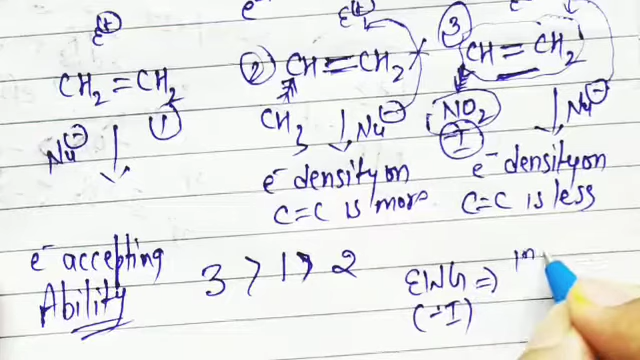 e⁻
E(+)
CH2=CH2
(1)
Nu(-)
E(+)
(2) CH=CH2
CH3
Nu(-)
e⁻ density on
C=C is more
(3)
CH=CH2
NO2
-I
Nu(-)
e⁻ density on
C=C is less
e⁻ accepting
Ability
3 > 1 > 2
EWG ⇒ in
(-I)